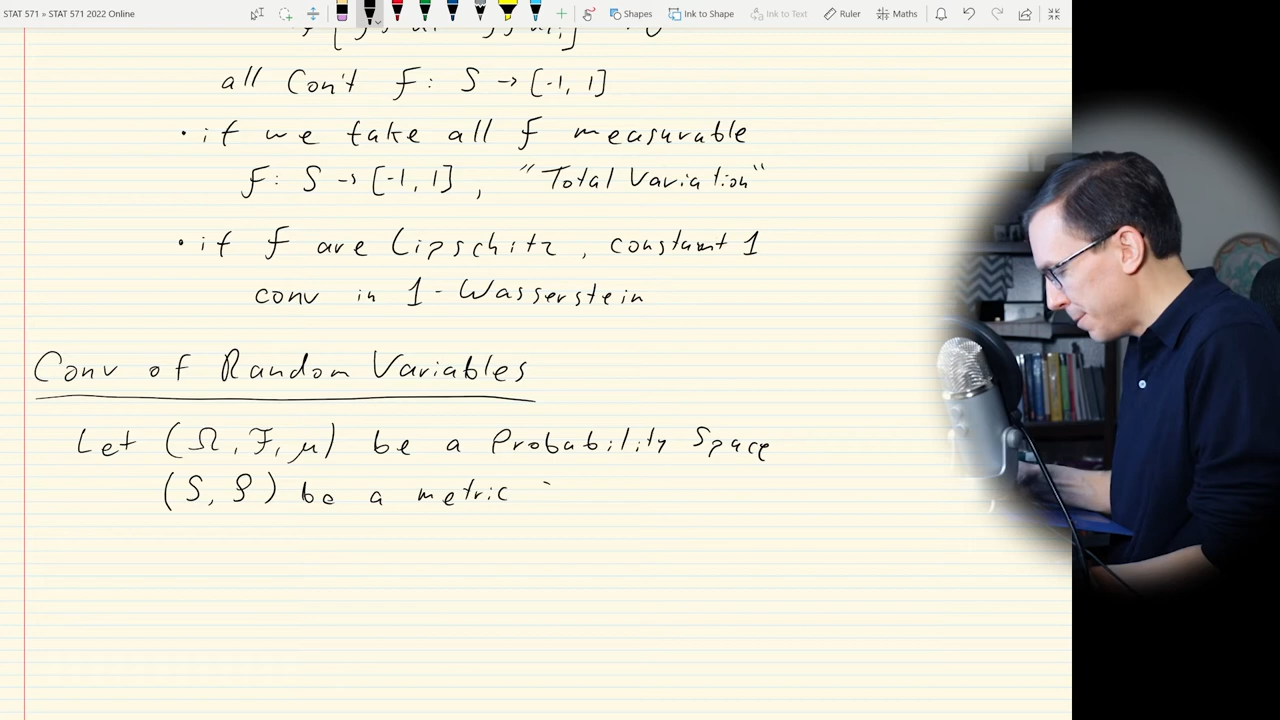 STAT 571 » STAT 571 2022 Online
Shapes Ink to Shape Ink to Text Ruler Maths
all Con't f: S → [-1, 1]
• if we take all f measurable
f: S → [-1, 1], "Total Variation"
• if f are Lipschitz, constant 1
conv in 1-Wasserstein
Conv of Random Variables
Let (Ω, F, μ) be a Probability Space
(S, ρ) be a metric